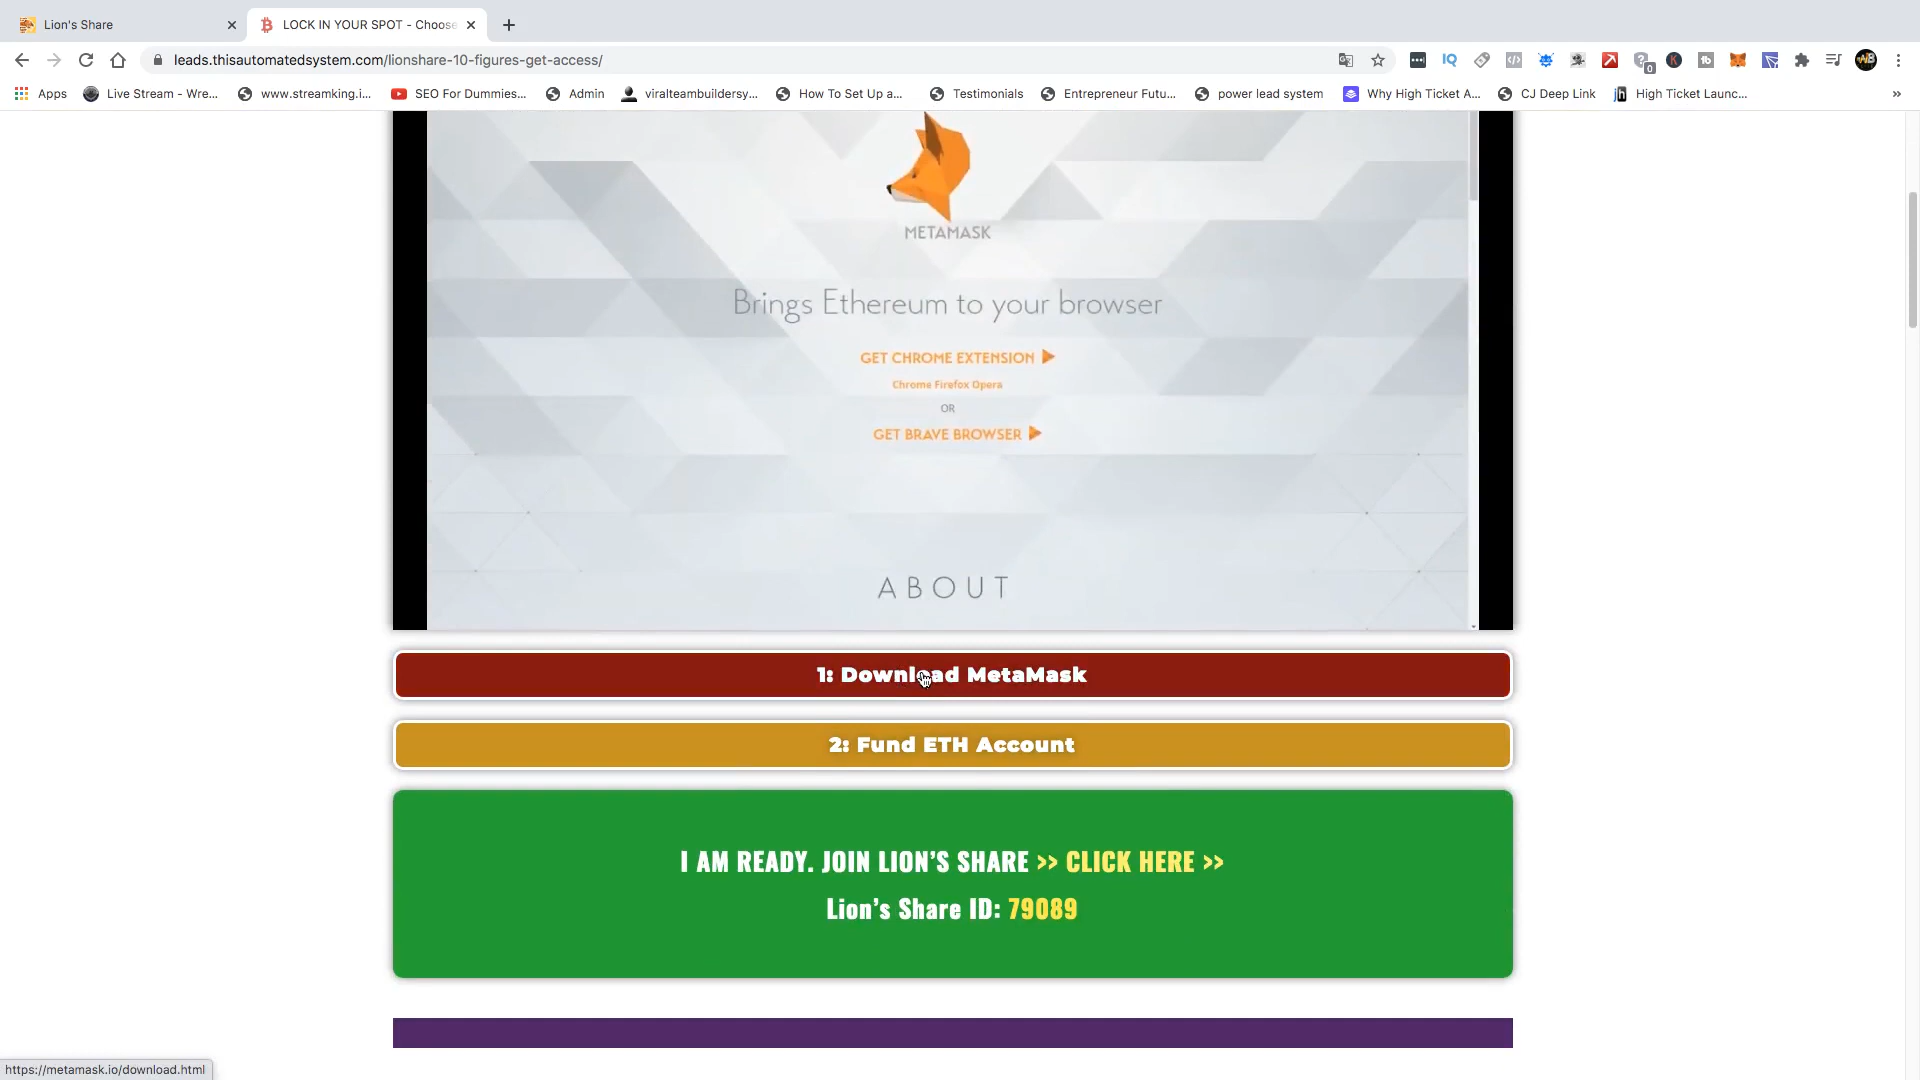 Lion's Share
LOCK IN YOUR SPOT - Choose
leads.thisautomatedsystem.com/lionshare-10-figures-get-access/
Apps
Live Stream - Wre...
www.streamking.i...
SEO For Dummies...
Admin
viralteambuildersy...
How To Set Up a...
Testimonials
Entrepreneur Futu...
power lead system
Why High Ticket A...
CJ Deep Link
High Ticket Launc...
METAMASK
Brings Ethereum to your browser
GET CHROME EXTENSION
Chrome Firefox Opera
OR
GET BRAVE BROWSER
ABOUT
1: Download MetaMask
2: Fund ETH Account
I AM READY. JOIN LION'S SHARE >> CLICK HERE >>
Lion's Share ID: 79089
https://metamask.io/download.html